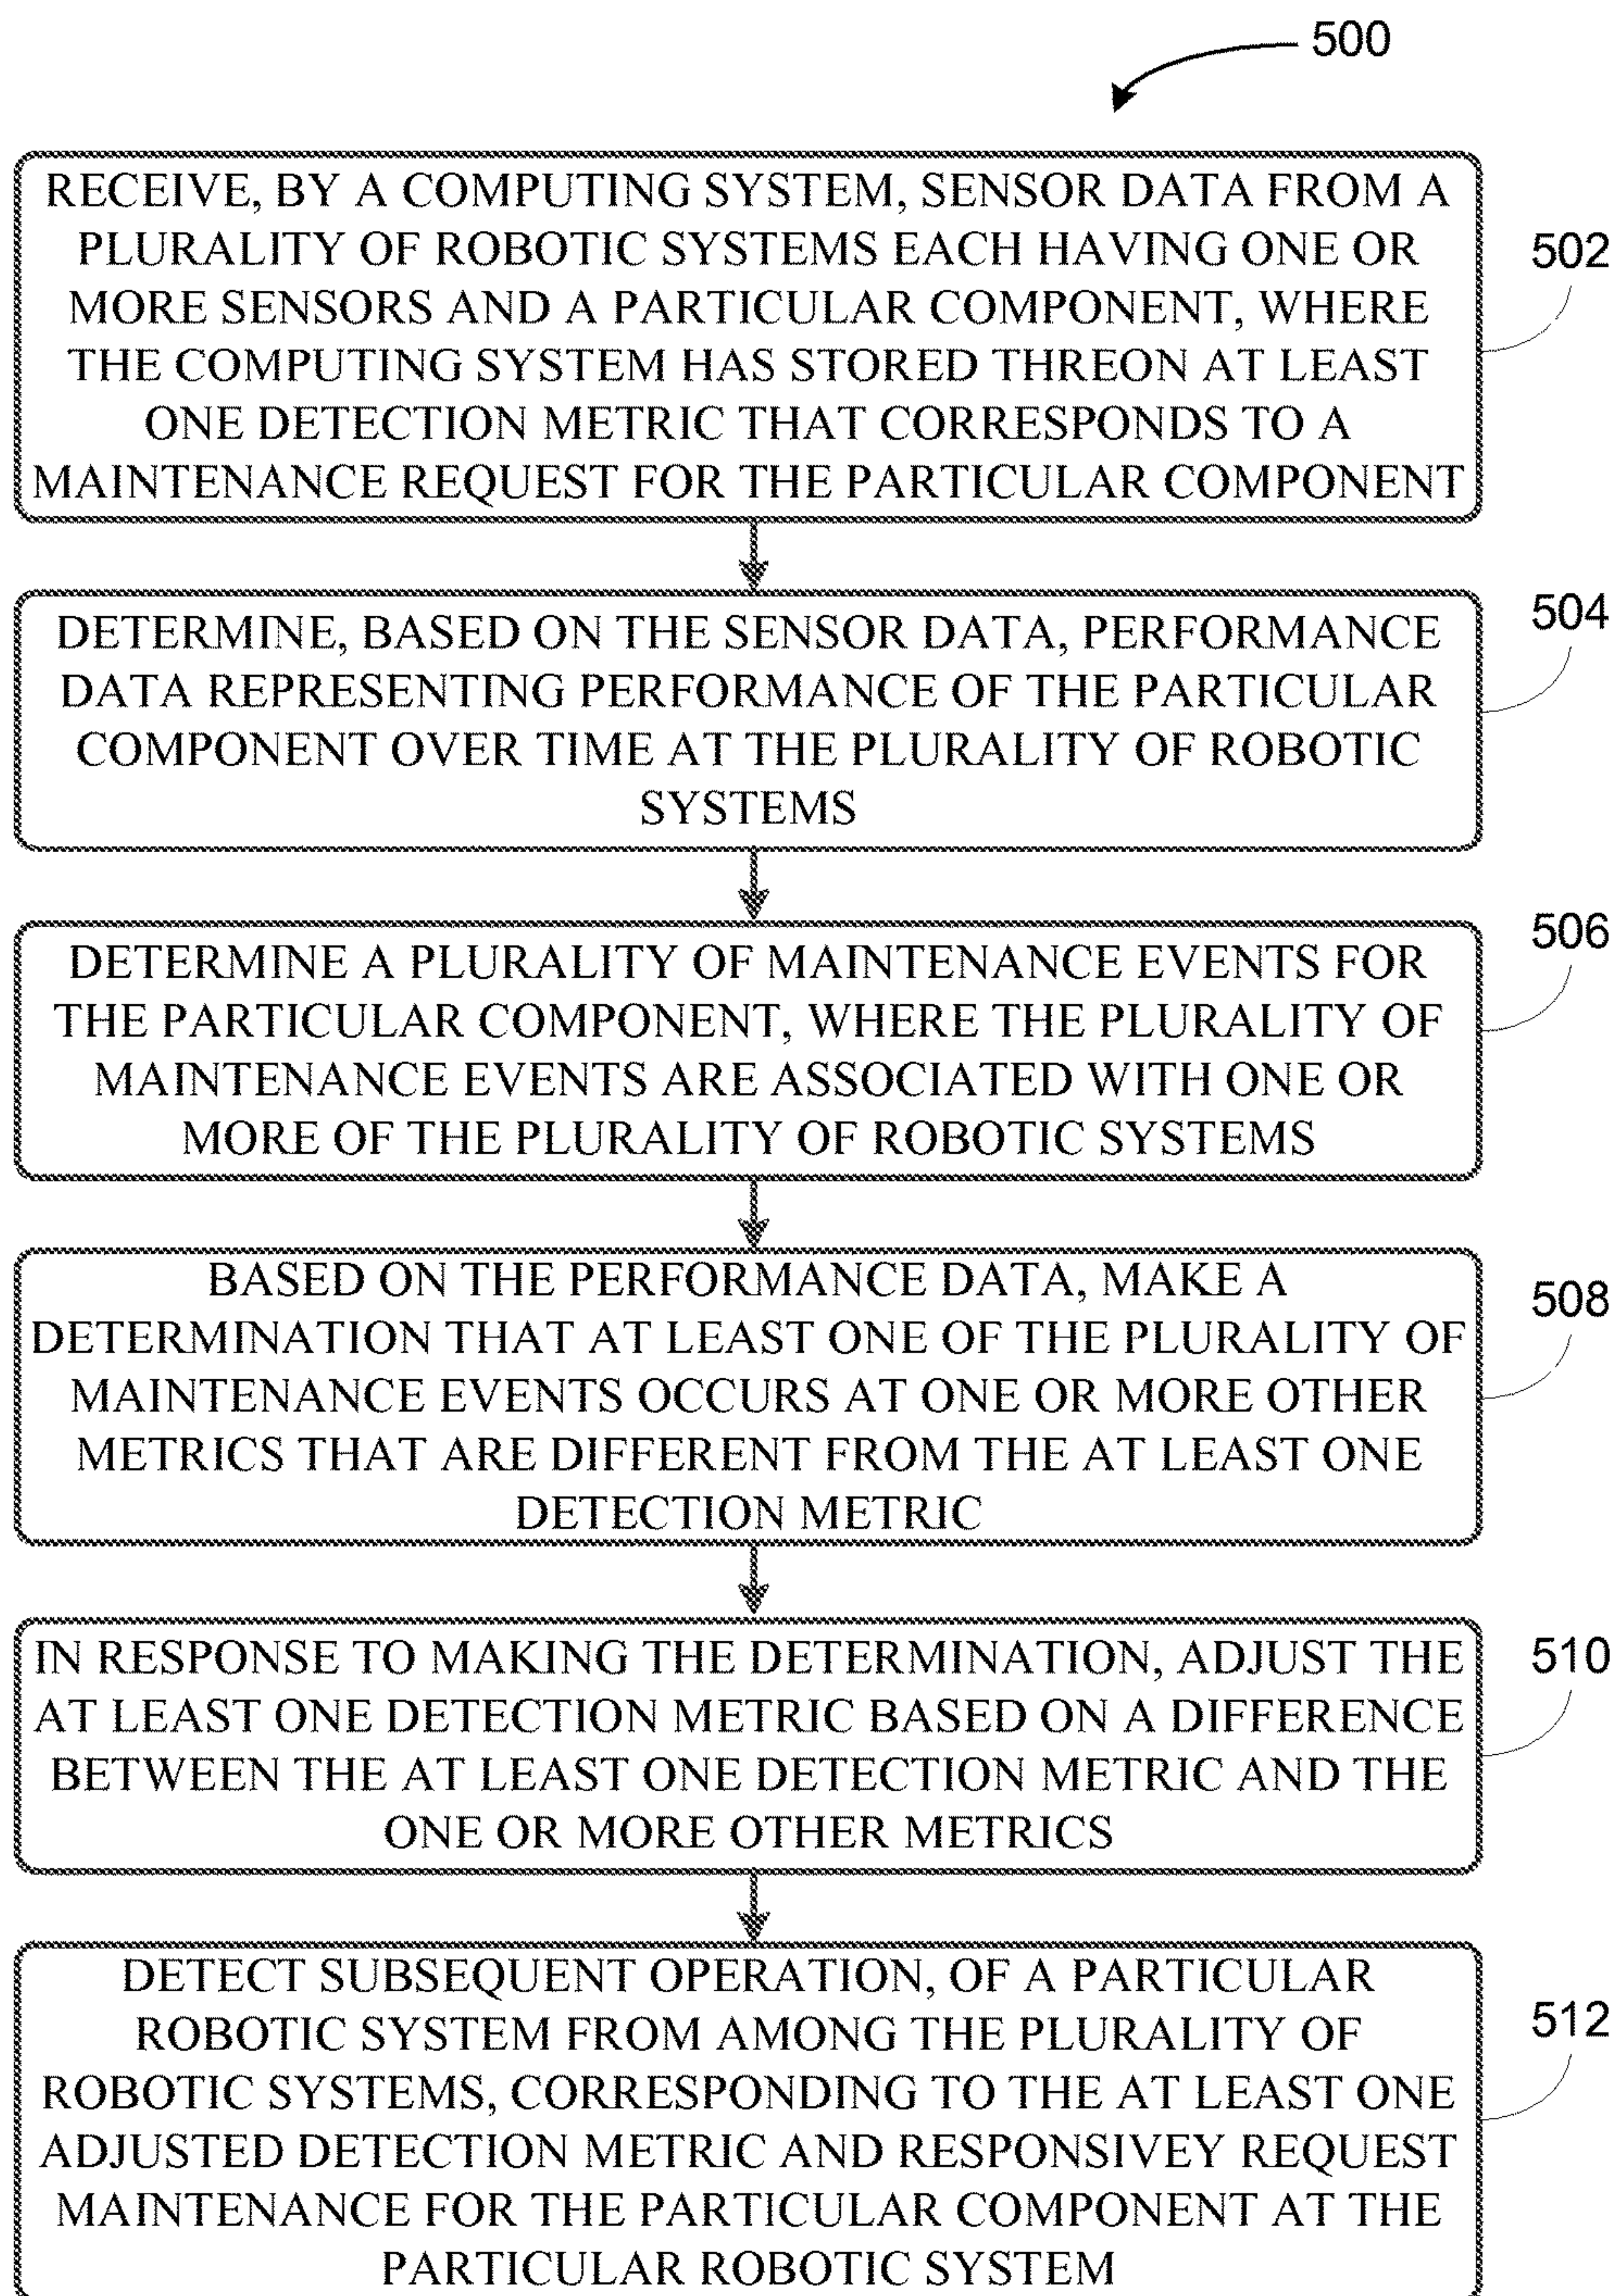 500
RECEIVE, BY A COMPUTING SYSTEM, SENSOR DATA FROM A
PLURALITY OF ROBOTIC SYSTEMS EACH HAVING ONE OR
MORE SENSORS AND A PARTICULAR COMPONENT, WHERE
THE COMPUTING SYSTEM HAS STORED THREON AT LEAST
ONE DETECTION METRIC THAT CORRESPONDS TO A
MAINTENANCE REQUEST FOR THE PARTICULAR COMPONENT
502
DETERMINE, BASED ON THE SENSOR DATA, PERFORMANCE
DATA REPRESENTING PERFORMANCE OF THE PARTICULAR
COMPONENT OVER TIME AT THE PLURALITY OF ROBOTIC
SYSTEMS
504
DETERMINE A PLURALITY OF MAINTENANCE EVENTS FOR
THE PARTICULAR COMPONENT, WHERE THE PLURALITY OF
MAINTENANCE EVENTS ARE ASSOCIATED WITH ONE OR
MORE OF THE PLURALITY OF ROBOTIC SYSTEMS
506
BASED ON THE PERFORMANCE DATA, MAKE A
DETERMINATION THAT AT LEAST ONE OF THE PLURALITY OF
MAINTENANCE EVENTS OCCURS AT ONE OR MORE OTHER
METRICS THAT ARE DIFFERENT FROM THE AT LEAST ONE
DETECTION METRIC
508
IN RESPONSE TO MAKING THE DETERMINATION, ADJUST THE
AT LEAST ONE DETECTION METRIC BASED ON A DIFFERENCE
BETWEEN THE AT LEAST ONE DETECTION METRIC AND THE
ONE OR MORE OTHER METRICS
510
DETECT SUBSEQUENT OPERATION, OF A PARTICULAR
ROBOTIC SYSTEM FROM AMONG THE PLURALITY OF
ROBOTIC SYSTEMS, CORRESPONDING TO THE AT LEAST ONE
ADJUSTED DETECTION METRIC AND RESPONSIVEY REQUEST
MAINTENANCE FOR THE PARTICULAR COMPONENT AT THE
PARTICULAR ROBOTIC SYSTEM
512